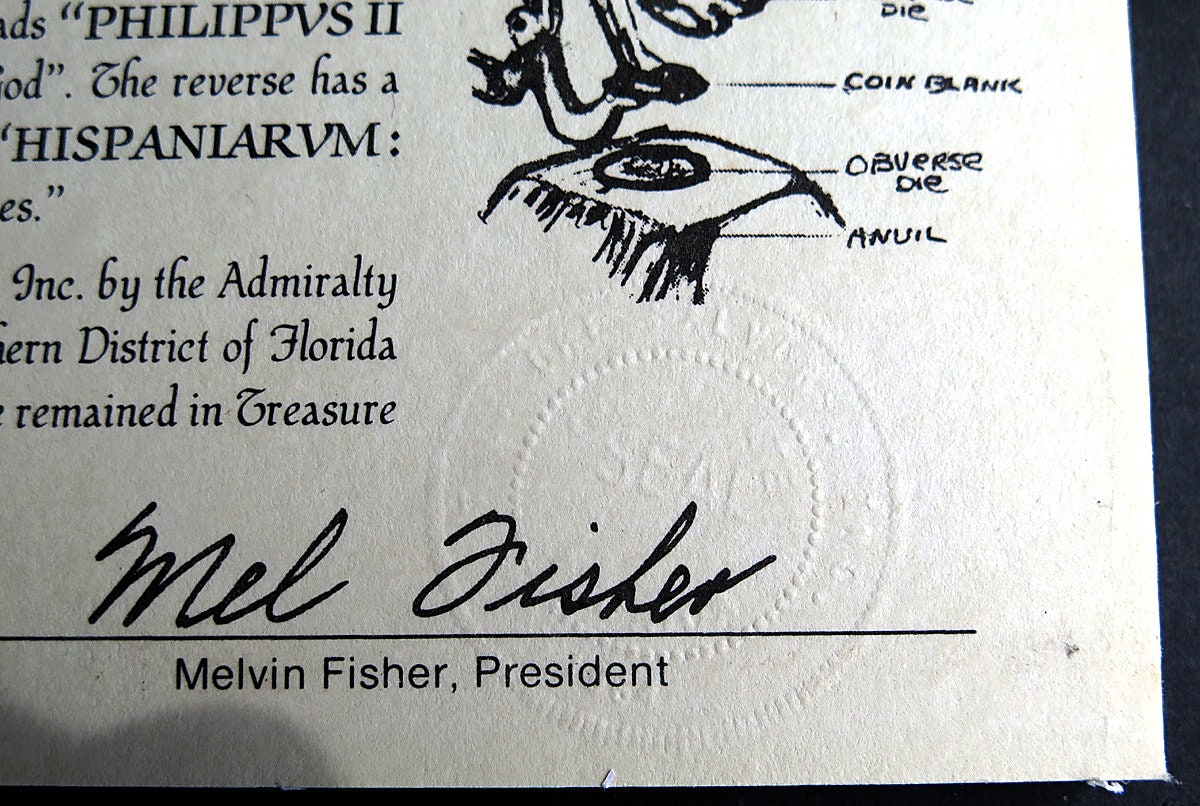 ads “PHILIPPVS II
God”. The reverse has a
“HISPANIARVM:
es.”
Inc. by the Admiralty
hern District of Florida
e remained in Treasure
DIE
COIN BLANK
OBVERSE
DIE
ANVIL
SEAL
Mel Fisher
Melvin Fisher, President